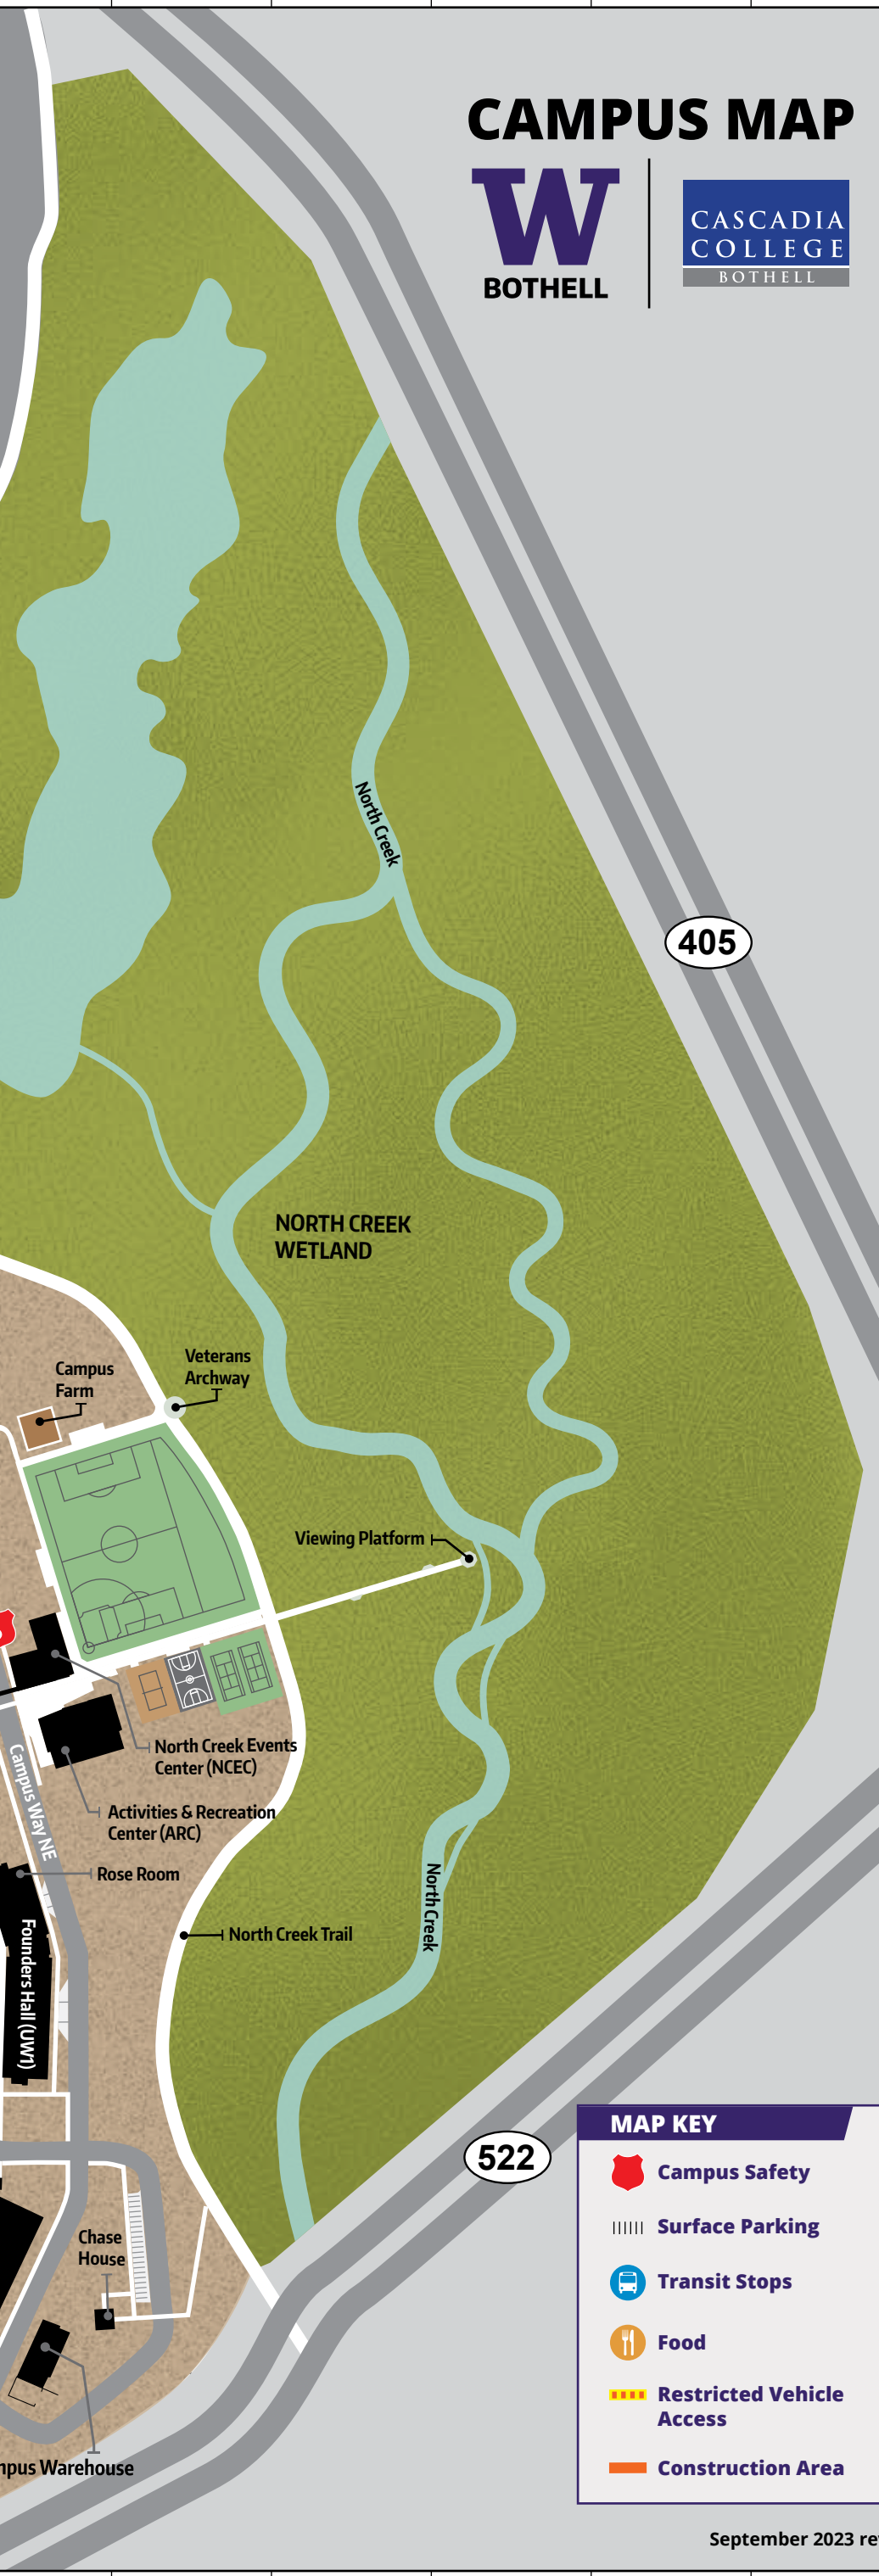 CAMPUS MAP
W
BOTHELL
CASCADIA
COLLEGE
BOTHELL
North Creek
405
NORTH CREEK
WETLAND
Veterans
Archway
Campus
Farm
Viewing Platform
North Creek Events
Center (NCEC)
Campus Way NE
Activities & Recreation
Center (ARC)
Rose Room
North Creek
Founders Hall (UW1)
North Creek Trail
522
MAP KEY
Campus Safety
Surface Parking
Transit Stops
Food
Restricted Vehicle
Access
Construction Area
Chase
House
Warehouse
September 2023